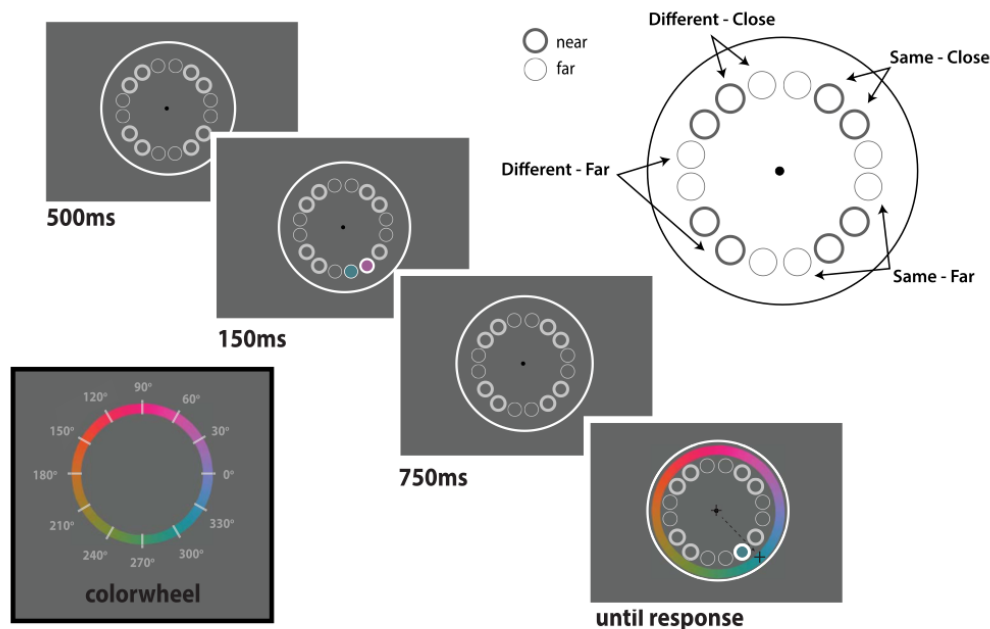 Different - Close
near
far
Same - Close
Different - Far
Same - Far
500ms
150ms
750ms
until response
90°
120°
60°
150°
30°
180°
0°
210°
330°
240°
300°
270°
colorwheel